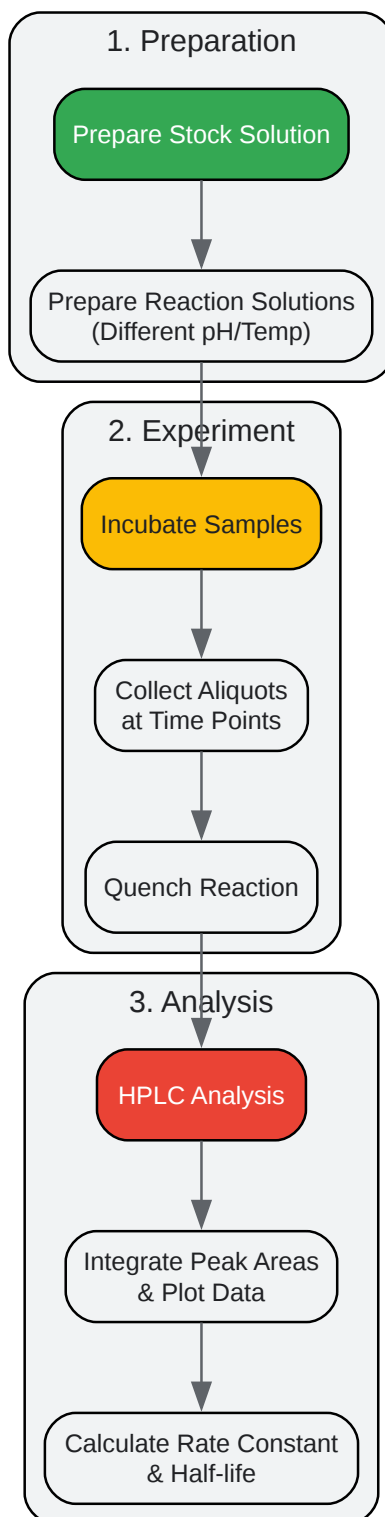 1. Preparation
Prepare Stock Solution
Prepare Reaction Solutions
(Different pH/Temp)
2. Experiment
Incubate Samples
Collect Aliquots
at Time Points
Quench Reaction
3. Analysis
HPLC Analysis
Integrate Peak Areas
& Plot Data
Calculate Rate Constant
& Half-life